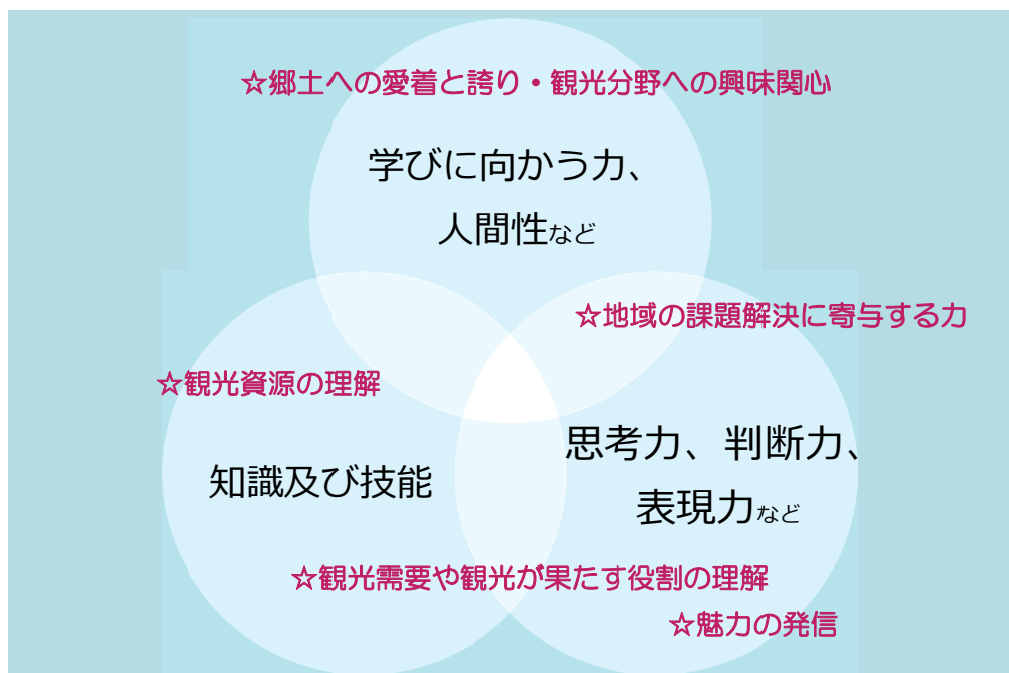 ☆郷土への愛着と誇り・観光分野への興味関心
学びに向かう力、
人間性など
☆地域の課題解決に寄与する力
☆観光資源の理解
知識及び技能
思考力、判断力、
表現力など
☆観光需要や観光が果たす役割の理解
☆魅力の発信